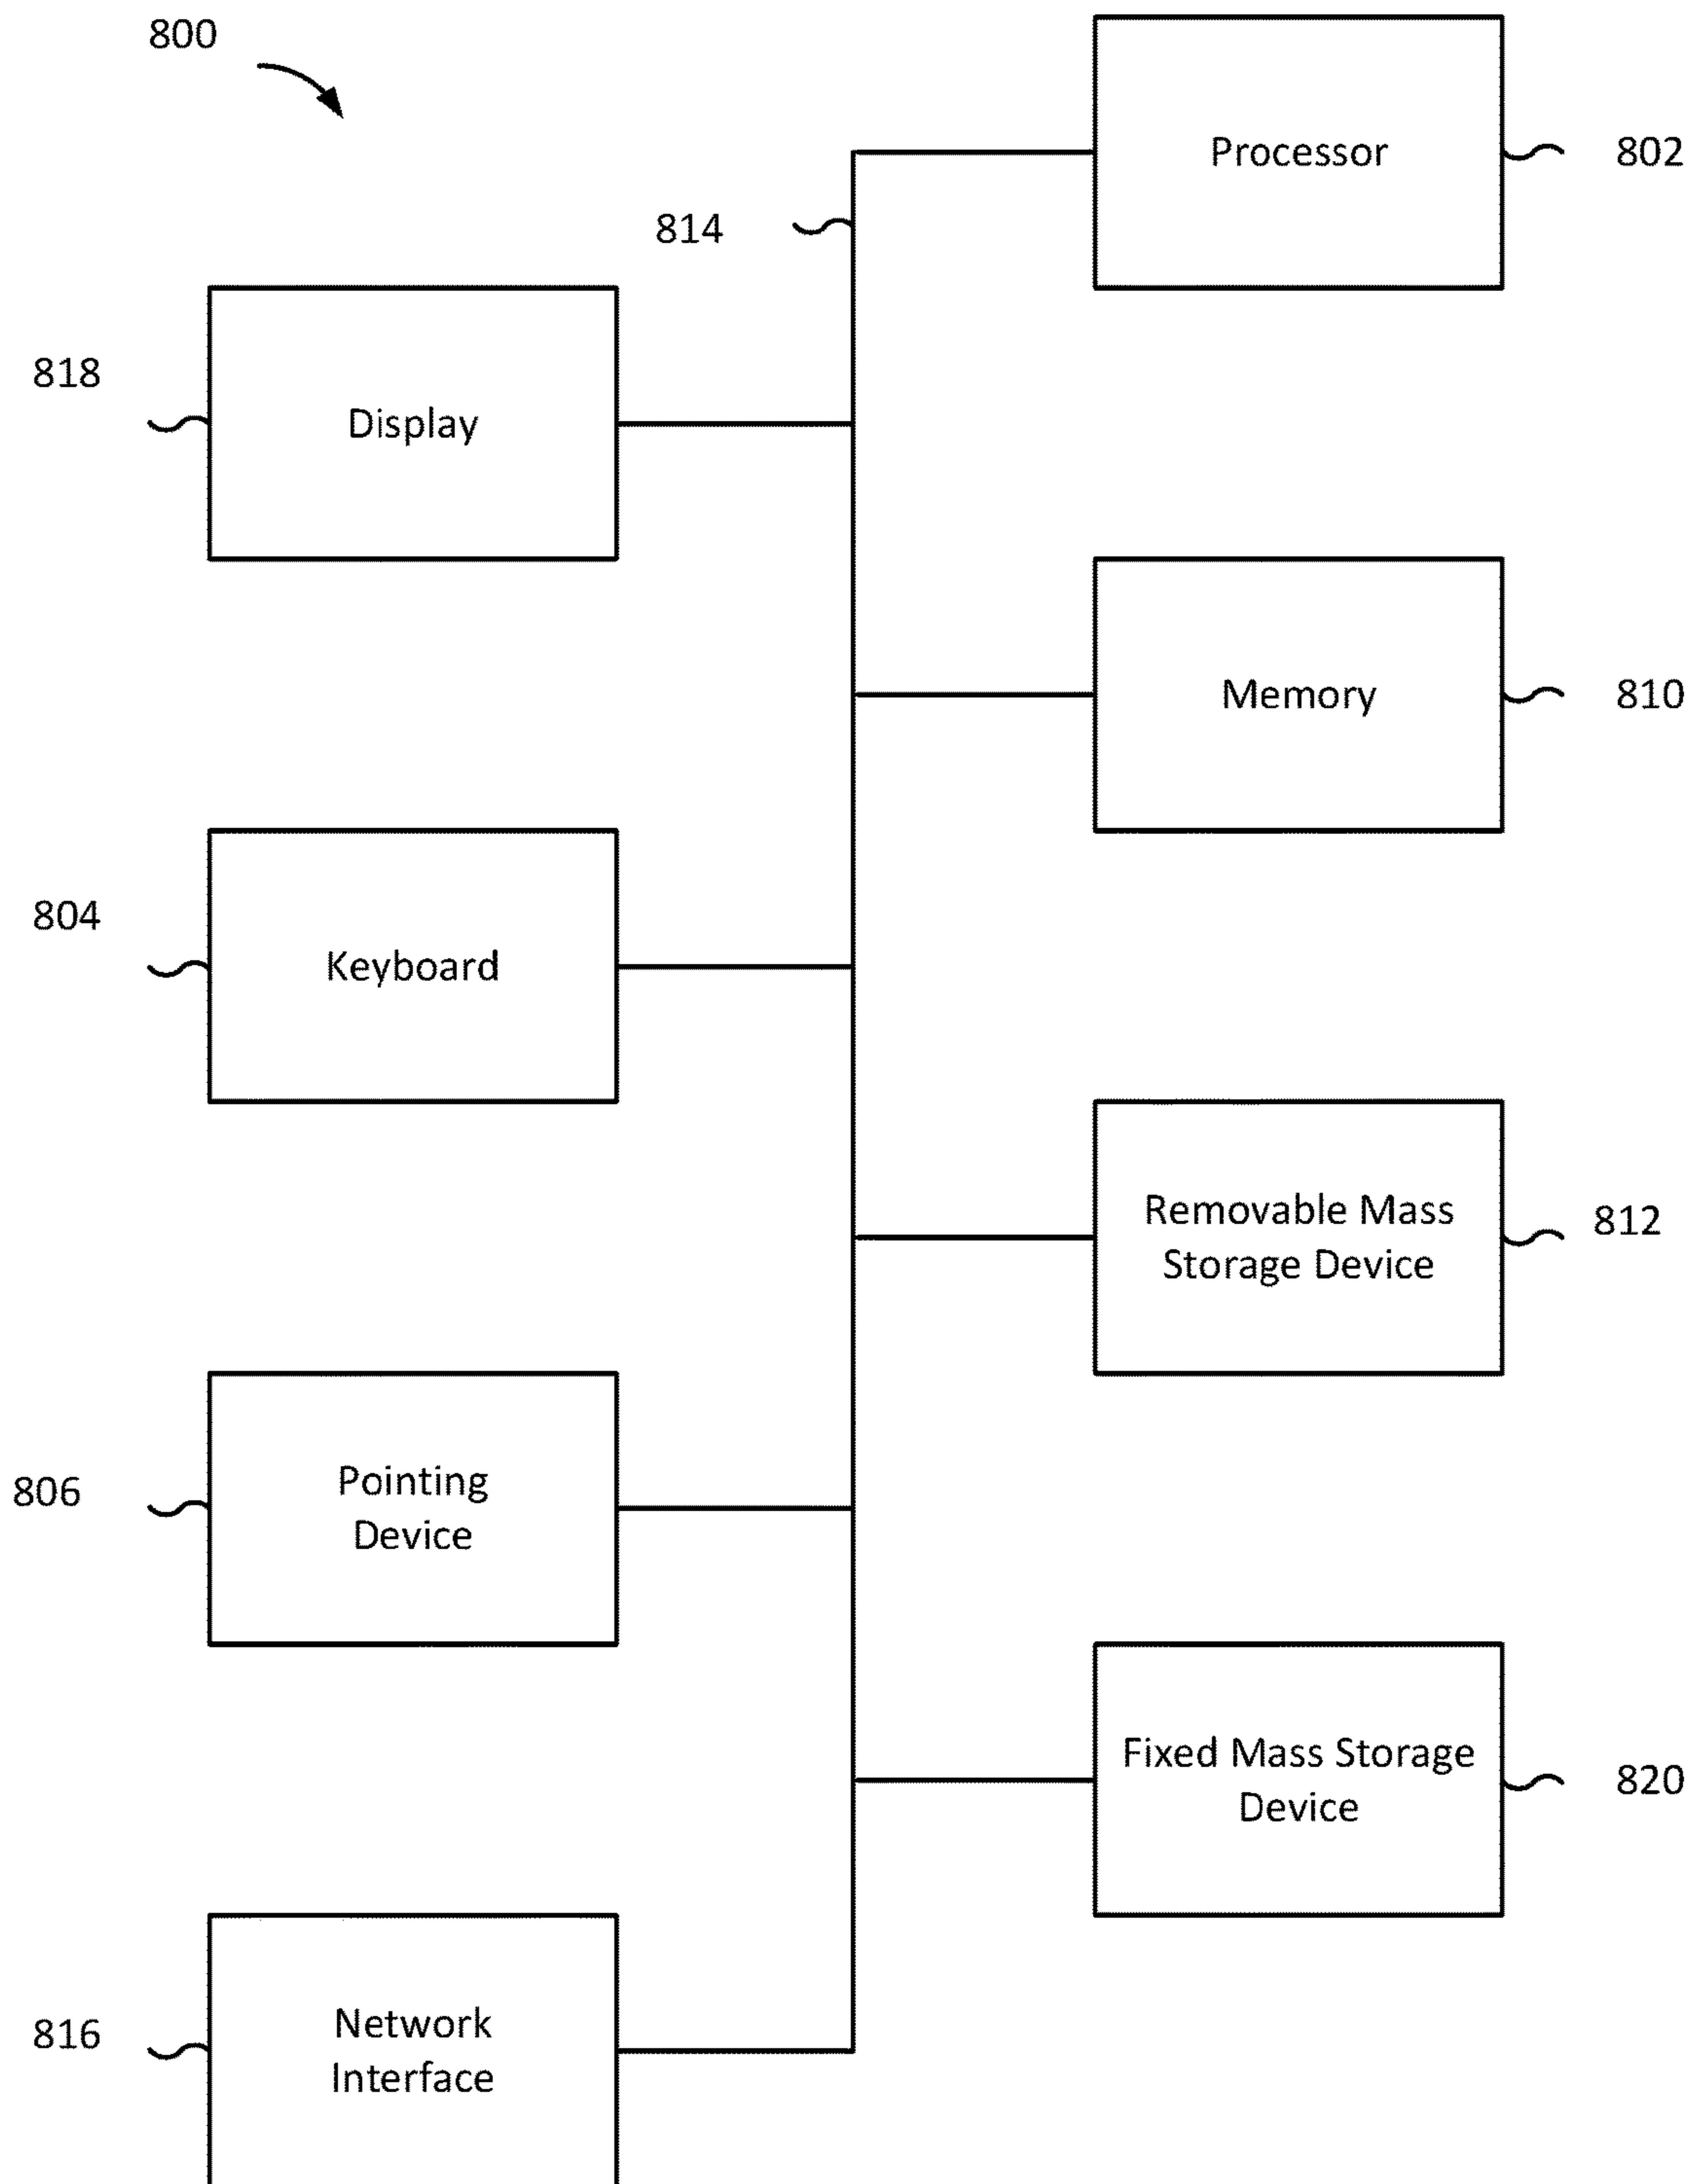 800
Processor
802
814
818
Display
Memory
810
804
Keyboard
Removable Mass
Storage Device
812
806
Pointing
Device
Fixed Mass Storage
Device
820
816
Network
Interface